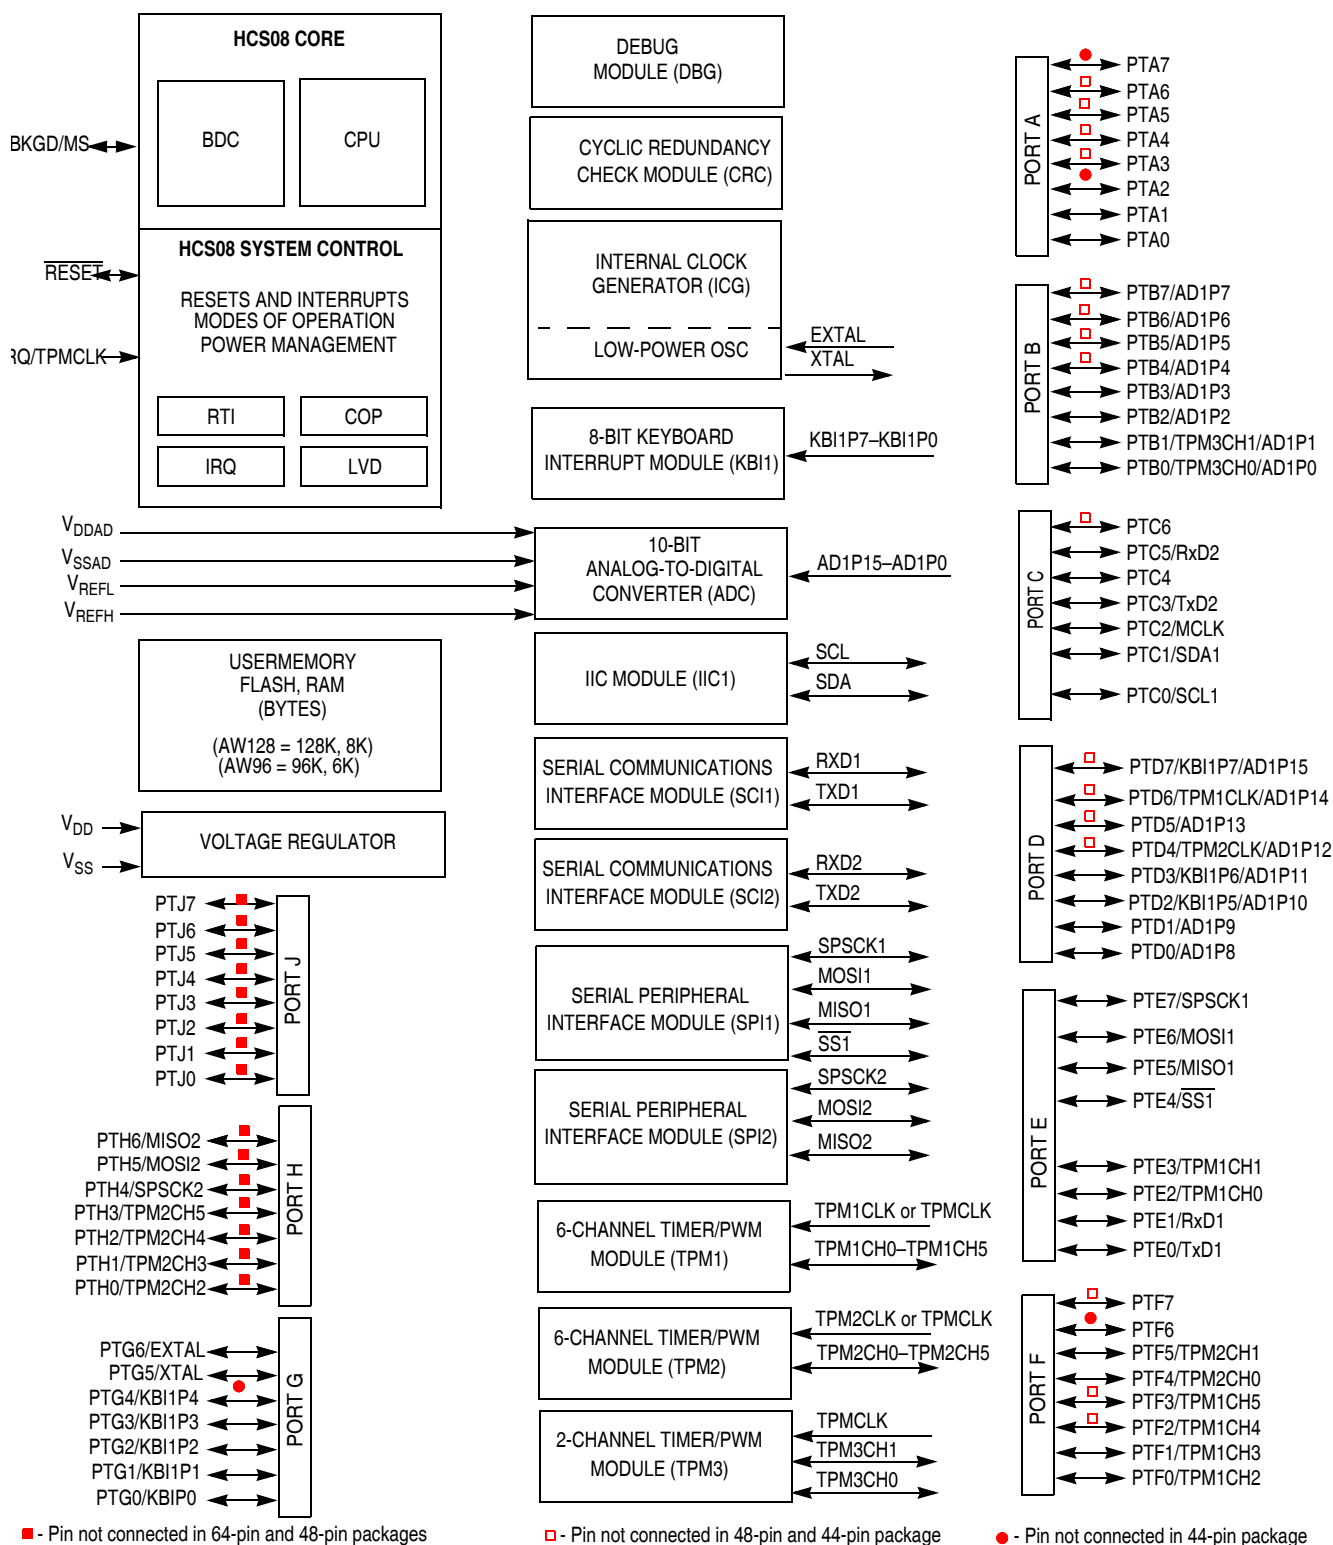 HCS08 CORE
BDC
CPU
BKGD/MS
HCS08 SYSTEM CONTROL
RESET
RESETS AND INTERRUPTS
MODES OF OPERATION
POWER MANAGEMENT
RQ/TPMCLK
RTI
COP
IRQ
LVD
VDDAD
VSSAD
VREFL
VREFH
USERMEMORY
FLASH, RAM
(BYTES)
(AW128 = 128K, 8K)
(AW96 = 96K, 6K)
VDD
VSS
VOLTAGE REGULATOR
PTJ7
PTJ6
PTJ5
PTJ4
PTJ3
PTJ2
PTJ1
PTJ0
PORT J
PTH6/MISO2
PTH5/MOSI2
PTH4/SPSCK2
PTH3/TPM2CH5
PTH2/TPM2CH4
PTH1/TPM2CH3
PTH0/TPM2CH2
PORT H
PTG6/EXTAL
PTG5/XTAL
PTG4/KBI1P4
PTG3/KBI1P3
PTG2/KBI1P2
PTG1/KBI1P1
PTG0/KBIP0
PORT G
DEBUG
MODULE (DBG)
CYCLIC REDUNDANCY
CHECK MODULE (CRC)
INTERNAL CLOCK
GENERATOR (ICG)
LOW-POWER OSC
EXTAL
XTAL
8-BIT KEYBOARD
INTERRUPT MODULE (KBI1)
KBI1P7–KBI1P0
10-BIT
ANALOG-TO-DIGITAL
CONVERTER (ADC)
AD1P15–AD1P0
IIC MODULE (IIC1)
SCL
SDA
SERIAL COMMUNICATIONS
INTERFACE MODULE (SCI1)
RXD1
TXD1
SERIAL COMMUNICATIONS
INTERFACE MODULE (SCI2)
RXD2
TXD2
SERIAL PERIPHERAL
INTERFACE MODULE (SPI1)
SPSCK1
MOSI1
MISO1
SS1
SERIAL PERIPHERAL
INTERFACE MODULE (SPI2)
SPSCK2
MOSI2
MISO2
6-CHANNEL TIMER/PWM
MODULE (TPM1)
TPM1CLK or TPMCLK
TPM1CH0–TPM1CH5
6-CHANNEL TIMER/PWM
MODULE (TPM2)
TPM2CLK or TPMCLK
TPM2CH0–TPM2CH5
2-CHANNEL TIMER/PWM
MODULE (TPM3)
TPMCLK
TPM3CH1
TPM3CH0
PORT A
PTA7
PTA6
PTA5
PTA4
PTA3
PTA2
PTA1
PTA0
PORT B
PTB7/AD1P7
PTB6/AD1P6
PTB5/AD1P5
PTB4/AD1P4
PTB3/AD1P3
PTB2/AD1P2
PTB1/TPM3CH1/AD1P1
PTB0/TPM3CH0/AD1P0
PORT C
PTC6
PTC5/RxD2
PTC4
PTC3/TxD2
PTC2/MCLK
PTC1/SDA1
PTC0/SCL1
PORT D
PTD7/KBI1P7/AD1P15
PTD6/TPM1CLK/AD1P14
PTD5/AD1P13
PTD4/TPM2CLK/AD1P12
PTD3/KBI1P6/AD1P11
PTD2/KBI1P5/AD1P10
PTD1/AD1P9
PTD0/AD1P8
PORT E
PTE7/SPSCK1
PTE6/MOSI1
PTE5/MISO1
PTE4/SS1
PTE3/TPM1CH1
PTE2/TPM1CH0
PTE1/RxD1
PTE0/TxD1
PORT F
PTF7
PTF6
PTF5/TPM2CH1
PTF4/TPM2CH0
PTF3/TPM1CH5
PTF2/TPM1CH4
PTF1/TPM1CH3
PTF0/TPM1CH2
- Pin not connected in 64-pin and 48-pin packages
- Pin not connected in 48-pin and 44-pin package
- Pin not connected in 44-pin package